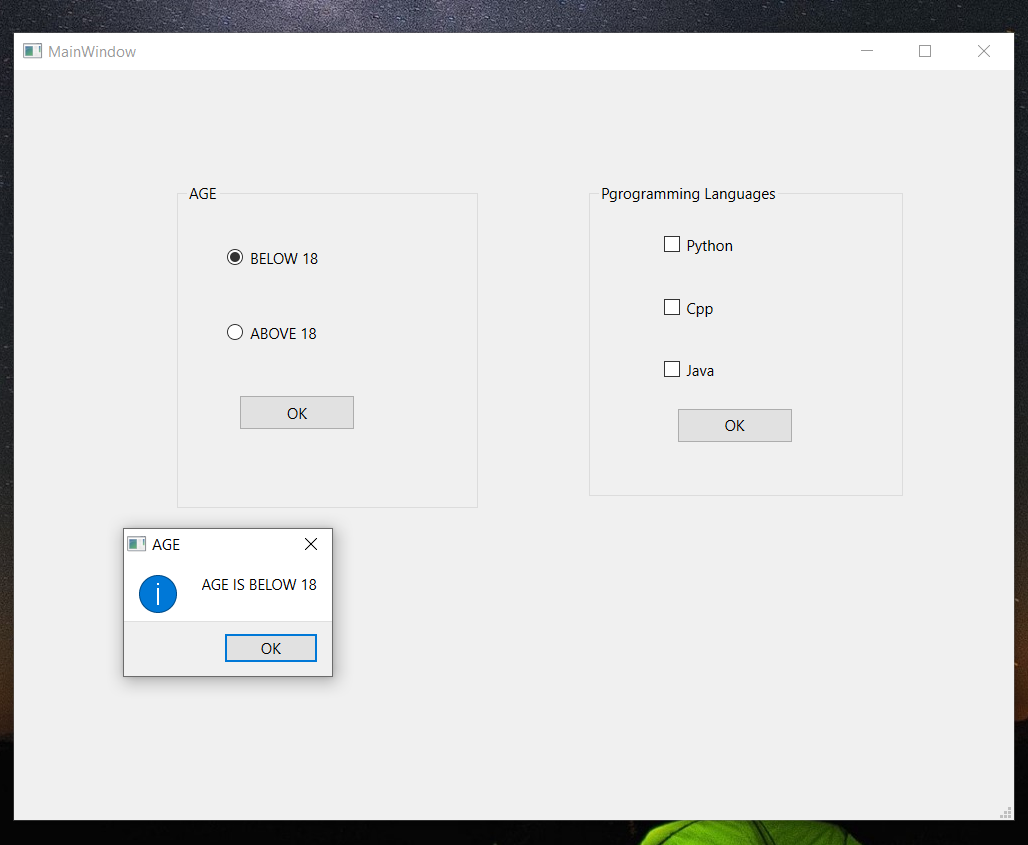 MainWindow
AGE
BELOW 18
ABOVE 18
OK
Pgrogramming Languages
Python
Cpp
Java
OK
AGE
AGE IS BELOW 18
OK